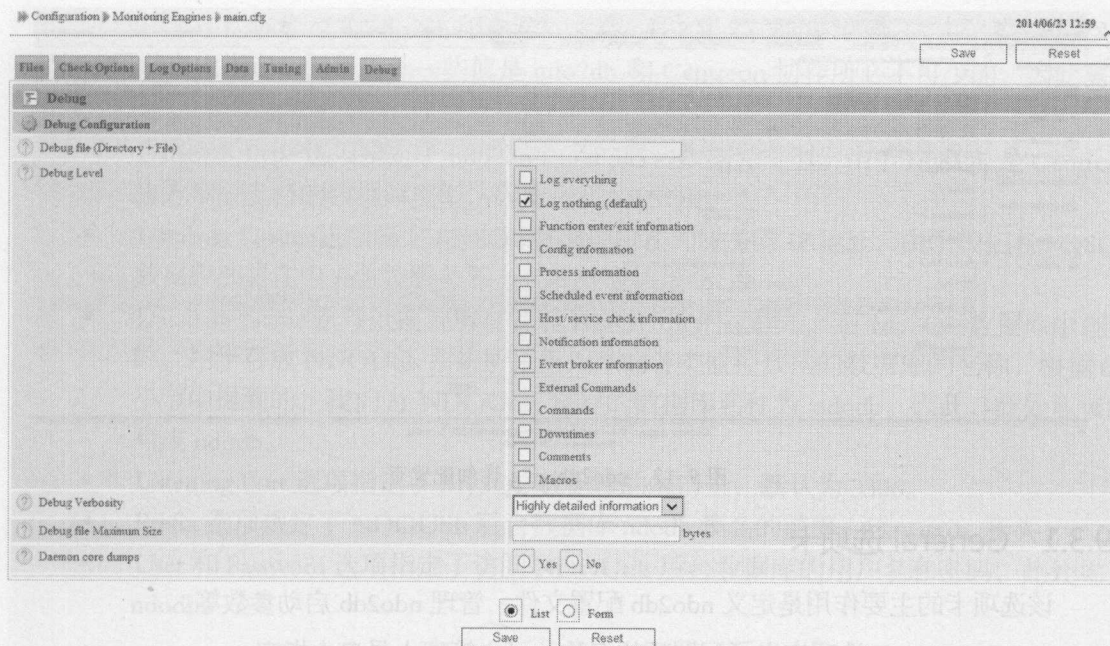 Configuration Monitoring Engines main.cfg
2014/06/23 12:59
Save Reset
Files Check Options Log Options Data Tuning Admin Debug
Debug
Debug Configuration
Debug file (Directory + File)
Debug Level
Log everything
Log nothing (default)
Function enter/exit information
Config information
Process information
Scheduled event information
Host/service check information
Notification information
Event broker information
External Commands
Commands
Downtimes
Comments
Macros
Debug Verbosity Highly detailed information
Debug file Maximum Size bytes
Daemon core dumps Yes No
List Form
Save Reset